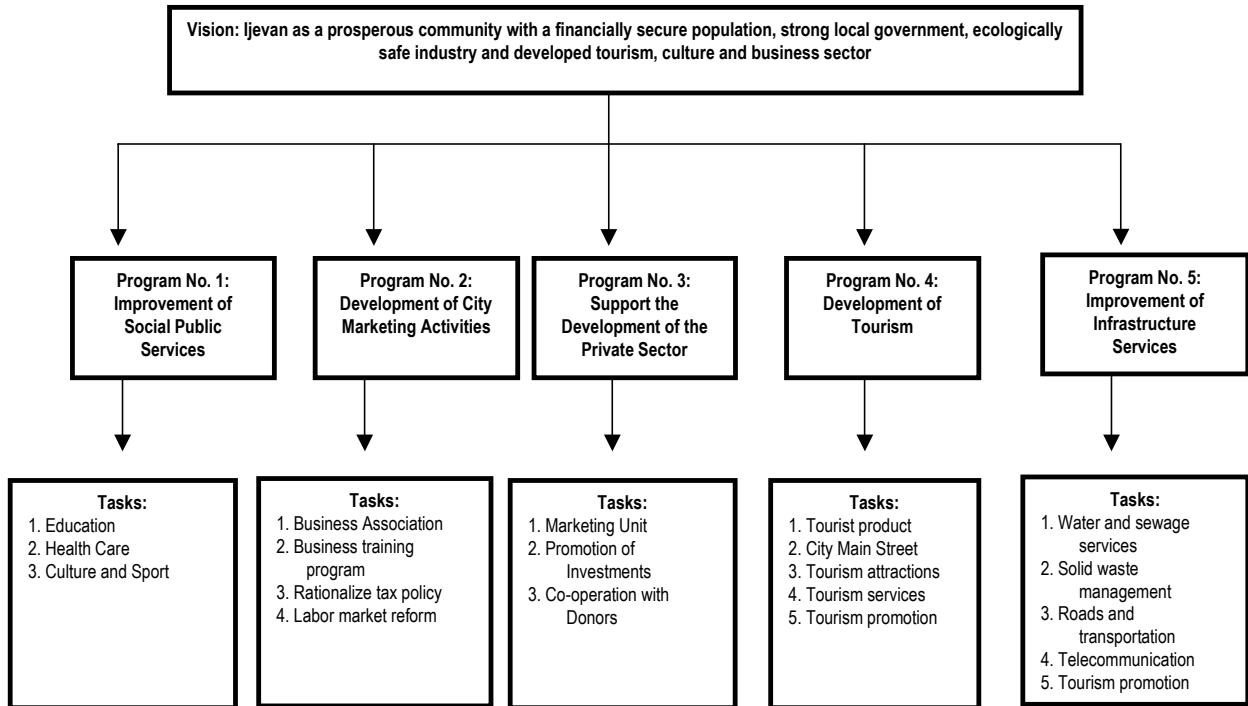 Vision: Ijevan as a prosperous community with a financially secure population, strong local government, ecologically
safe industry and developed tourism, culture and business sector
Program No. 1:
Improvement of
Social Public
Services
Program No. 2:
Development of City
Marketing Activities
Program No. 3:
Support the
Development of the
Private Sector
Program No. 4:
Development of
Tourism
Program No. 5:
Improvement of
Infrastructure
Services
Tasks:
1. Education
2. Health Care
3. Culture and Sport
Tasks:
1. Business Association
2. Business training
program
3. Rationalize tax policy
4. Labor market reform
Tasks:
1. Marketing Unit
2. Promotion of
Investments
3. Co-operation with
Donors
Tasks:
1. Tourist product
2. City Main Street
3. Tourism attractions
4. Tourism services
5. Tourism promotion
Tasks:
1. Water and sewage
services
2. Solid waste
management
3. Roads and
transportation
4. Telecommunication
5. Tourism promotion